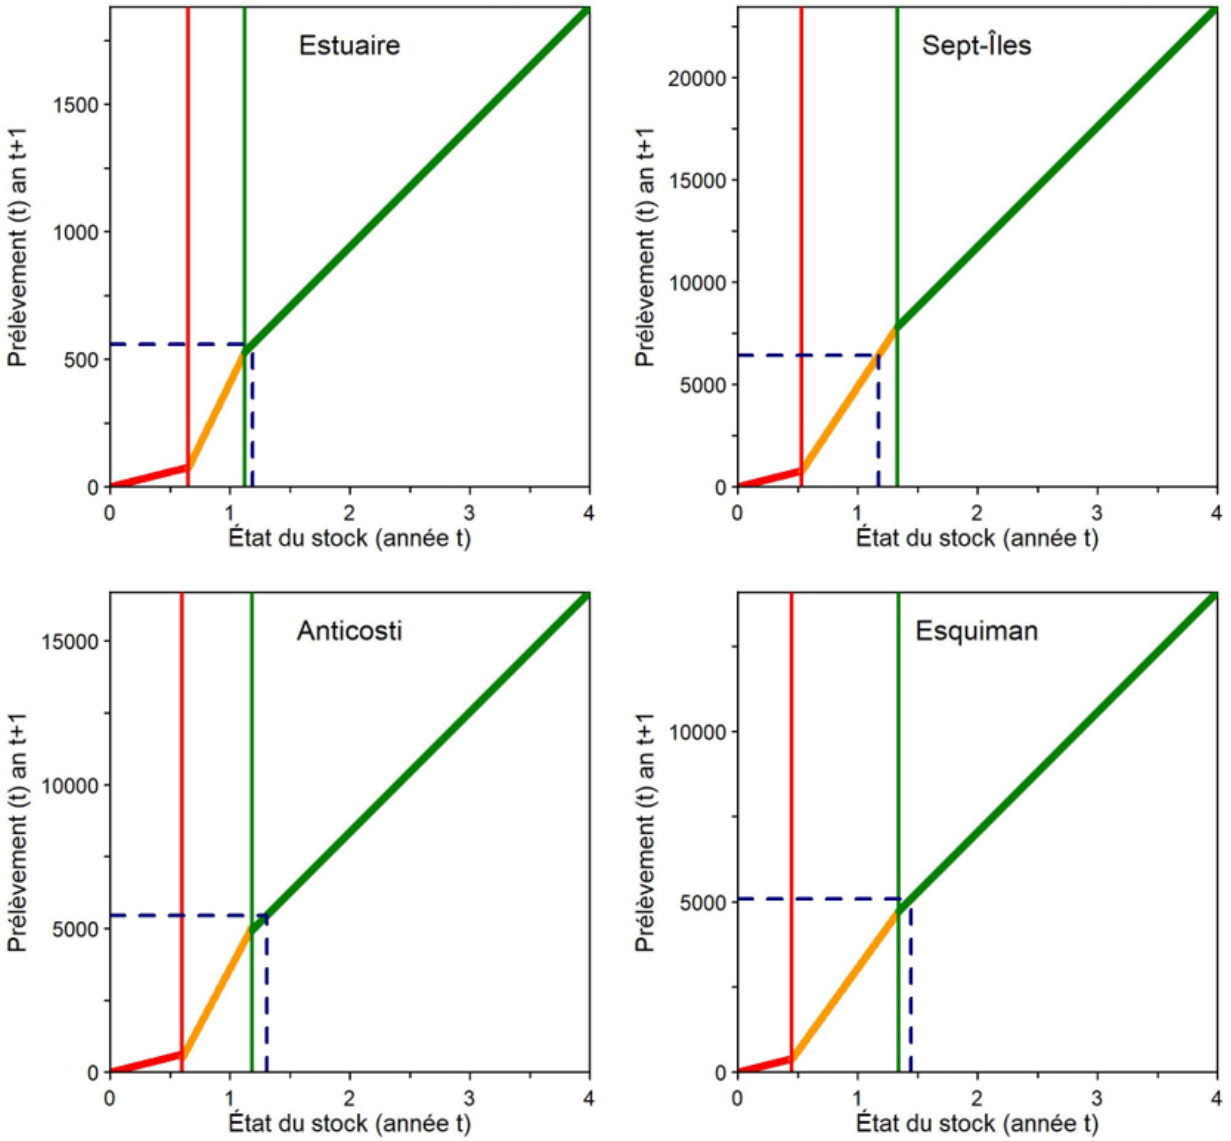 Estuaire
Prélèvement (t) an t+1
1500
1000
500
0
0 1 2 3 4
État du stock (année t)
Sept-Îles
Prélèvement (t) an t+1
20000
15000
10000
5000
0
0 1 2 3 4
État du stock (année t)
Anticosti
Prélèvement (t) an t+1
15000
10000
5000
0
0 1 2 3 4
État du stock (année t)
Esquiman
Prélèvement (t) an t+1
10000
5000
0
0 1 2 3 4
État du stock (année t)